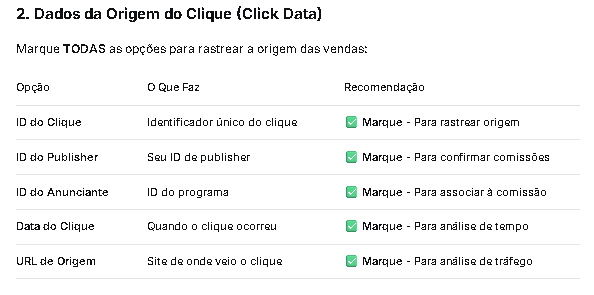 2. Dados da Origem do Clique (Click Data)
Marque TODAS as opções para rastrear a origem das vendas:
Opção O Que Faz Recomendação
ID do Clique Identificador único do clique ✅ Marque - Para rastrear origem
ID do Publisher Seu ID de publisher ✅ Marque - Para confirmar comissões
ID do Anunciante ID do programa ✅ Marque - Para associar à comissão
Data do Clique Quando o clique ocorreu ✅ Marque - Para análise de tempo
URL de Origem Site de onde veio o clique ✅ Marque - Para análise de tráfego